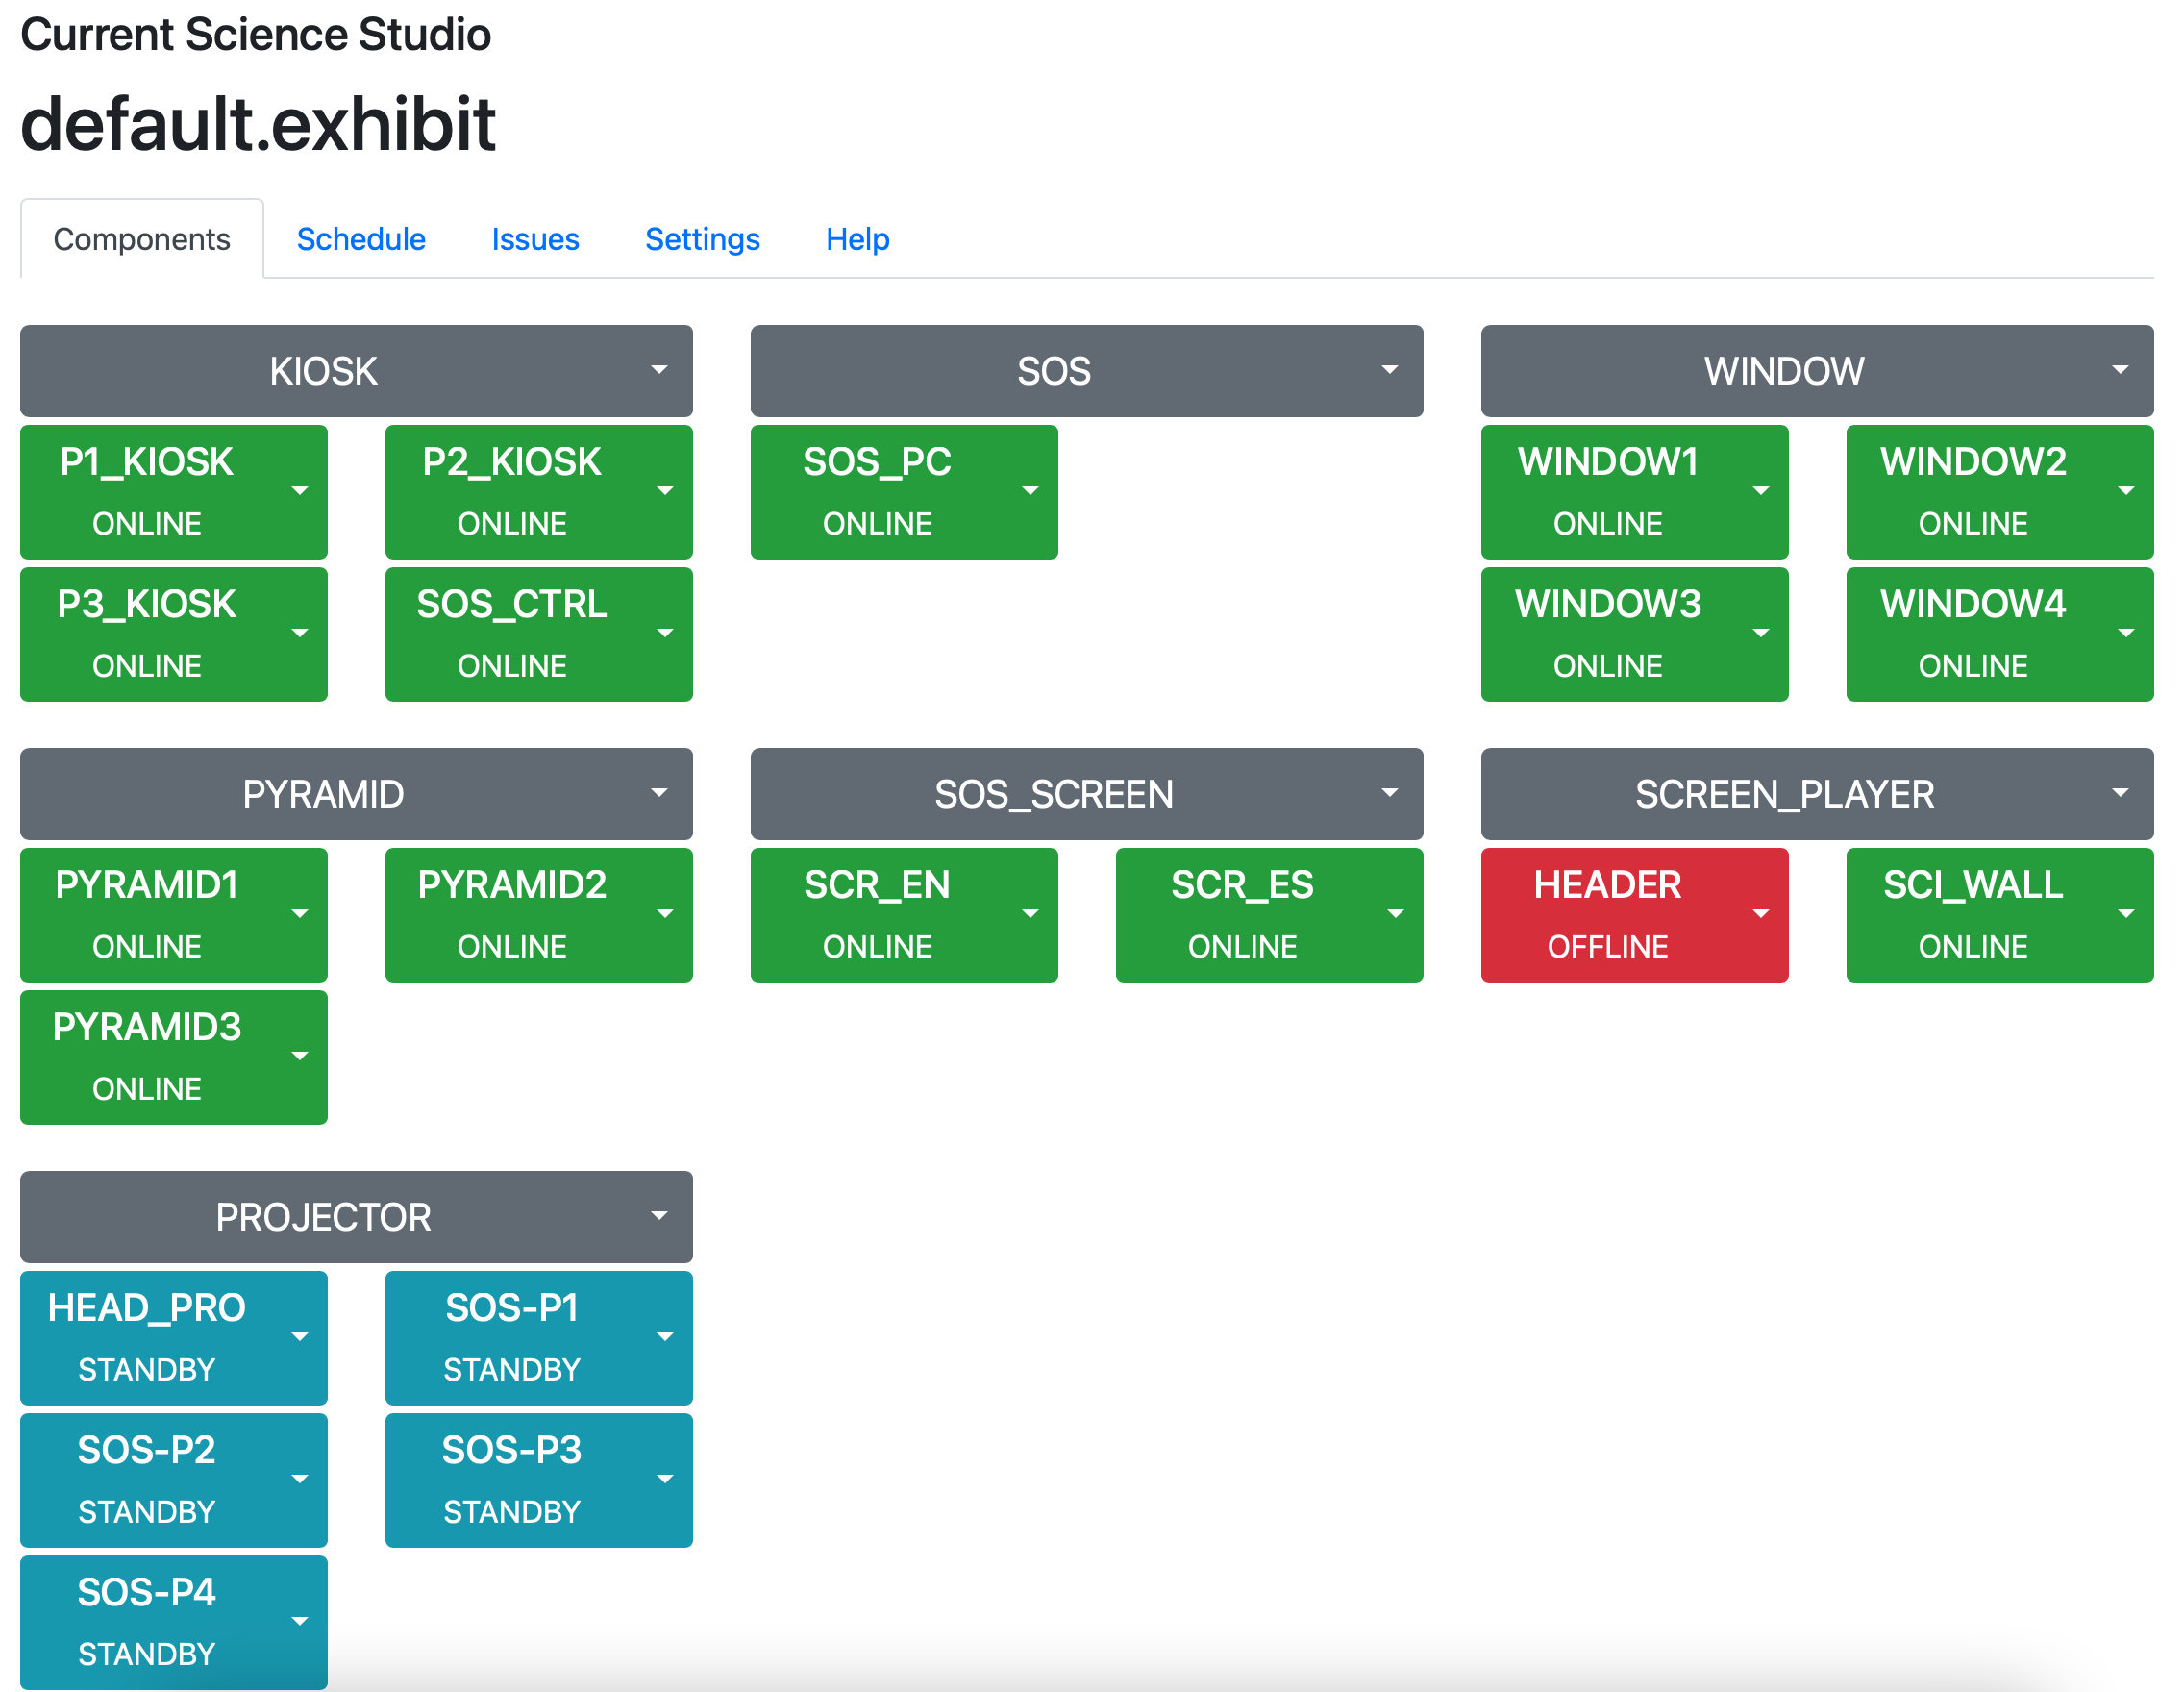 Current Science Studio
default.exhibit
Components Schedule Issues Settings Help
KIOSK SOS WINDOW
P1_KIOSK P2_KIOSK SOS_PC WINDOW1 WINDOW2
ONLINE ONLINE ONLINE ONLINE ONLINE
P3_KIOSK SOS_CTRL WINDOW3 WINDOW4
ONLINE ONLINE ONLINE ONLINE
PYRAMID SOS_SCREEN SCREEN_PLAYER
PYRAMID1 PYRAMID2 SCR_EN SCR_ES HEADER SCI_WALL
ONLINE ONLINE ONLINE ONLINE OFFLINE ONLINE
PYRAMID3
ONLINE
PROJECTOR
HEAD_PRO SOS-P1
STANDBY STANDBY
SOS-P2 SOS-P3
STANDBY STANDBY
SOS-P4
STANDBY